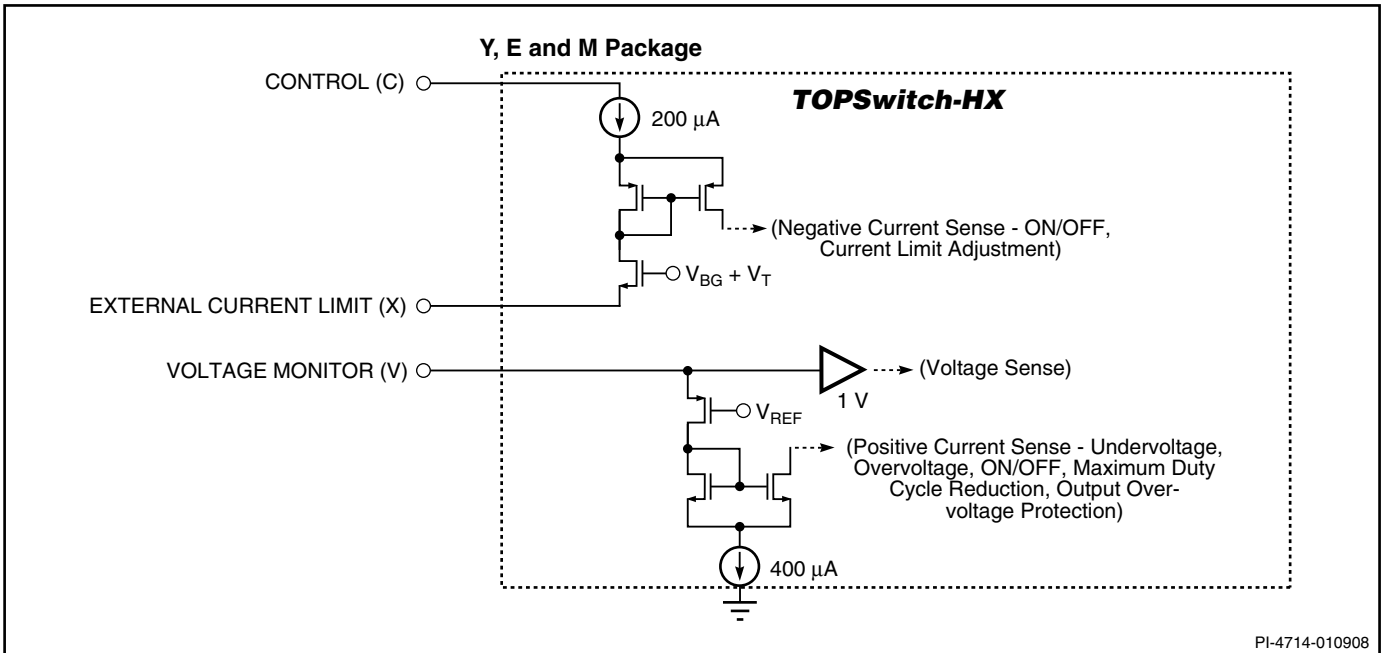 Y, E and M Package
CONTROL (C)
TOPSwitch-HX
200 μA
(Negative Current Sense - ON/OFF,
Current Limit Adjustment)
V_BG + V_T
EXTERNAL CURRENT LIMIT (X)
VOLTAGE MONITOR (V)
(Voltage Sense)
1 V
V_REF
(Positive Current Sense - Undervoltage,
Overvoltage, ON/OFF, Maximum Duty
Cycle Reduction, Output Over-
voltage Protection)
400 μA
PI-4714-010908